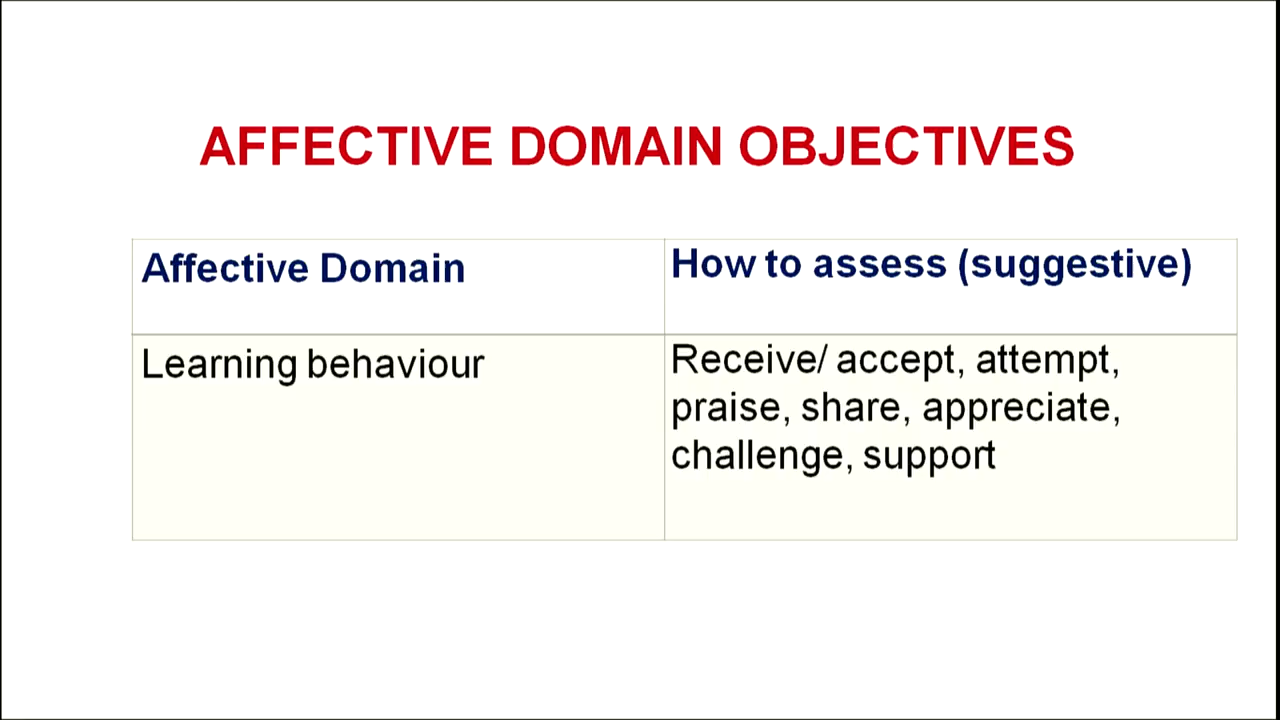 AFFECTIVE DOMAIN OBJECTIVES
Affective Domain
How to assess (suggestive)
Learning behaviour
Receive/ accept, attempt,
praise, share, appreciate,
challenge, support